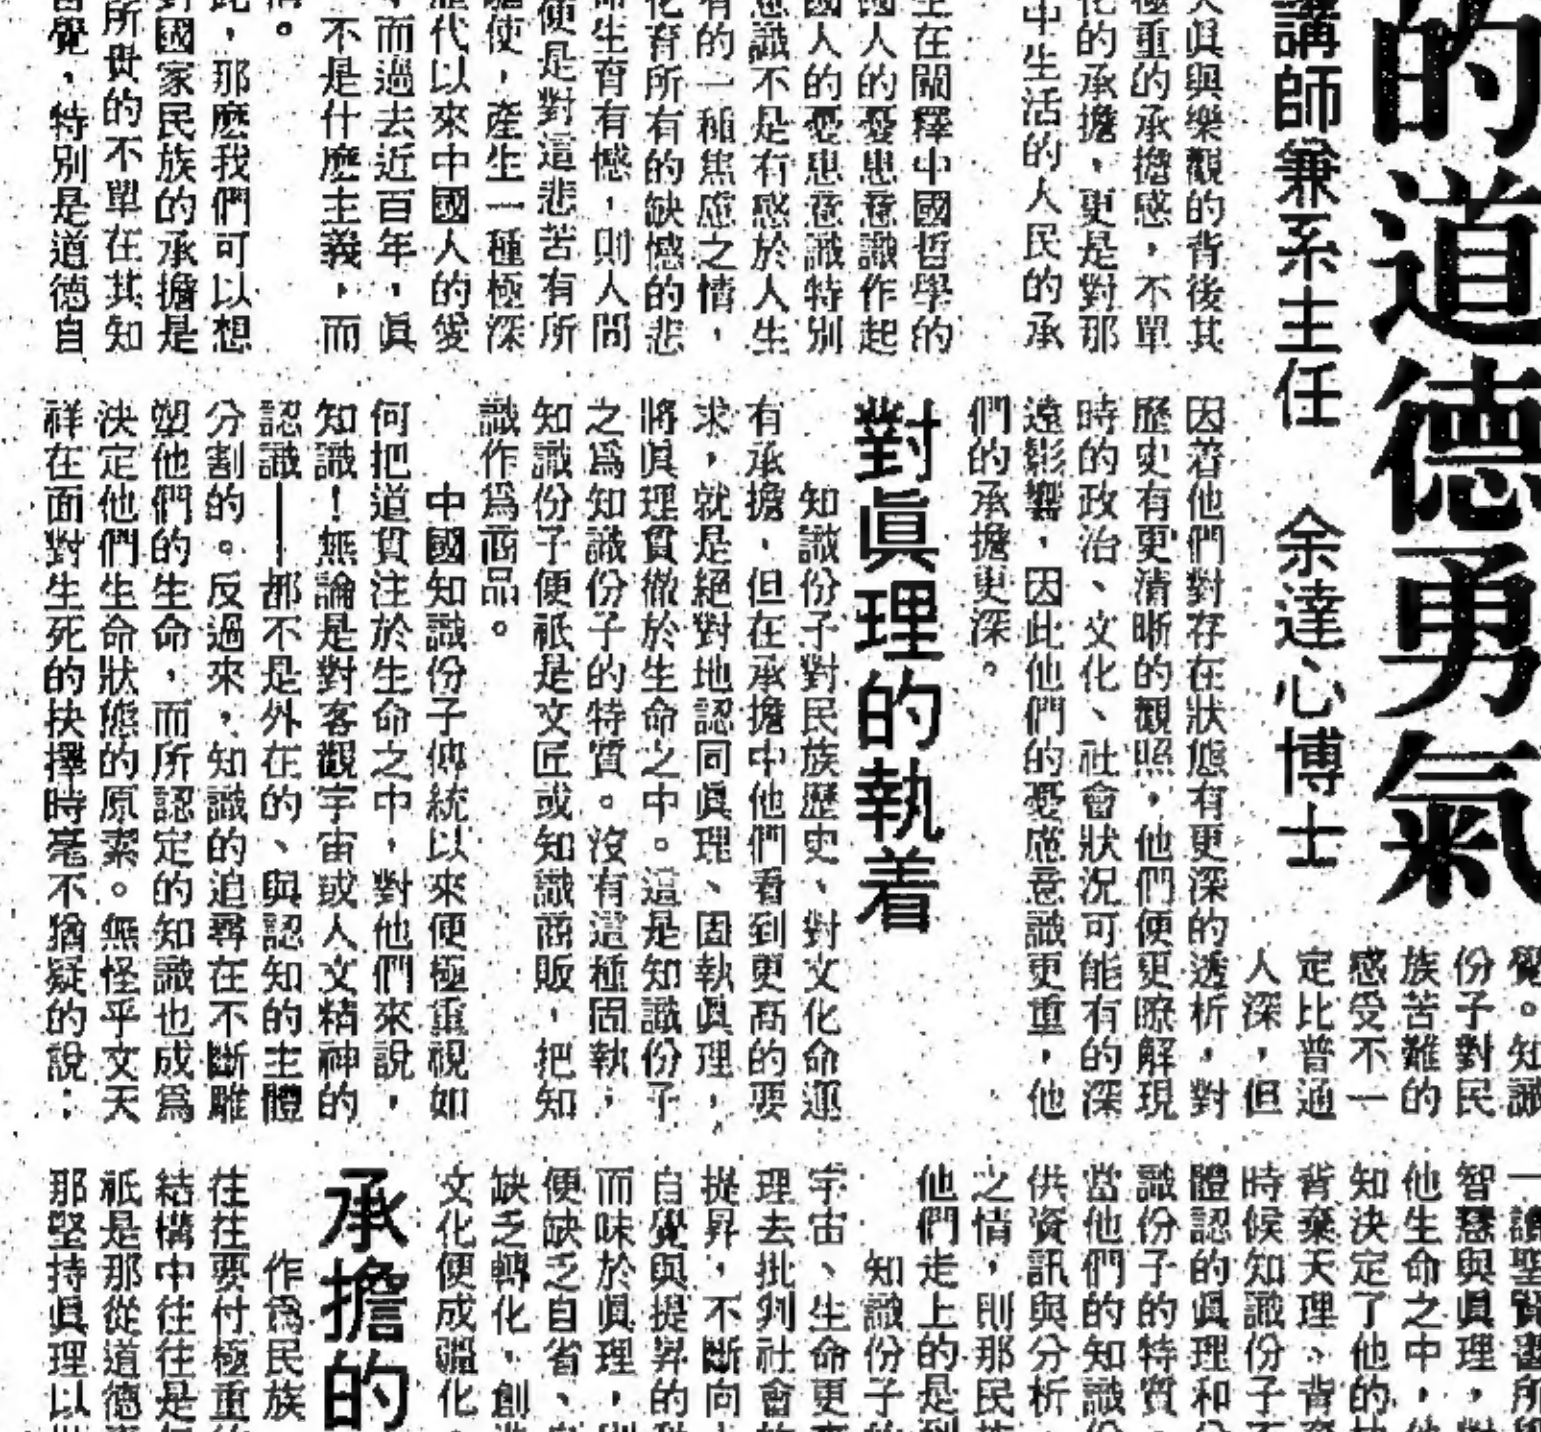 的道德勇氣
講師兼系主任　余達心博士
眞與樂觀的背後其
極重的承擔感，不單
化的承擔，更是對那
中生活的人民的承
在闡釋中國哲學的
國人的憂患意識作起
國人的憂患意識特別
意識不是有感於人生
有的一種焦慮之情，
化育所有的缺憾的悲
命生育有憾，則人間
便是對這悲苦有所
使，產生一種極深
歷代以來中國人的愛
而過去近百年，眞
不是什麽主義，而
。
此，那麽我們可以想
對國家民族的承擔是
所貴的不單在其知
覺，特別是道德自
覺。知識
份子對民
族苦難的
感受不一
定比普通
人深，但
因着他們對存在狀態有更深的透析，對
歷史有更清晰的觀照，他們便更瞭解現
時的政治、文化、社會狀況可能有的深
遠影響，因此他們的憂慮意識更重，他
們的承擔更深。
對眞理的執着
知識份子對民族歷史、對文化命運
有承擔，但在承擔中他們看到更高的要
求，就是絕對地認同眞理、固執眞理，
將眞理貫徹於生命之中。這是知識份子
之爲知識份子的特質。沒有這種固執，
知識份子便祇是文匠或知識商販，把知
識作爲商品。
中國知識份子傳統以來便極重視如
何把道貫注於生命之中，對他們來說，
知識！無論是對客觀宇宙或人文精神的
認識——都不是外在的、與認知的主體
分割的。反過來，知識的追尋在不斷雕
塑他們的生命，而所認定的知識也成爲
決定他們生命狀態的原素。無怪乎文天
祥在面對生死的抉擇時毫不猶疑的說：
一讀聖賢書所
智慧與眞理，對
他生命之中，
知決定了他的
背棄天理、背
時候知識份子不
體認的眞理和
識份子的特質
當他們的知識份
供資訊與分析
之情，則那民族
他們走上的是到
知識份子的
宇宙、生命更
理去批判社會的
提昇，不斷向
自覺與提昇的
而昧於眞理，則
便缺乏自省、
缺乏轉化、創
文化便成疆化
承擔的
作爲民族
往往要付極重
結構中往往是
祇是那從道德
那堅持眞理以